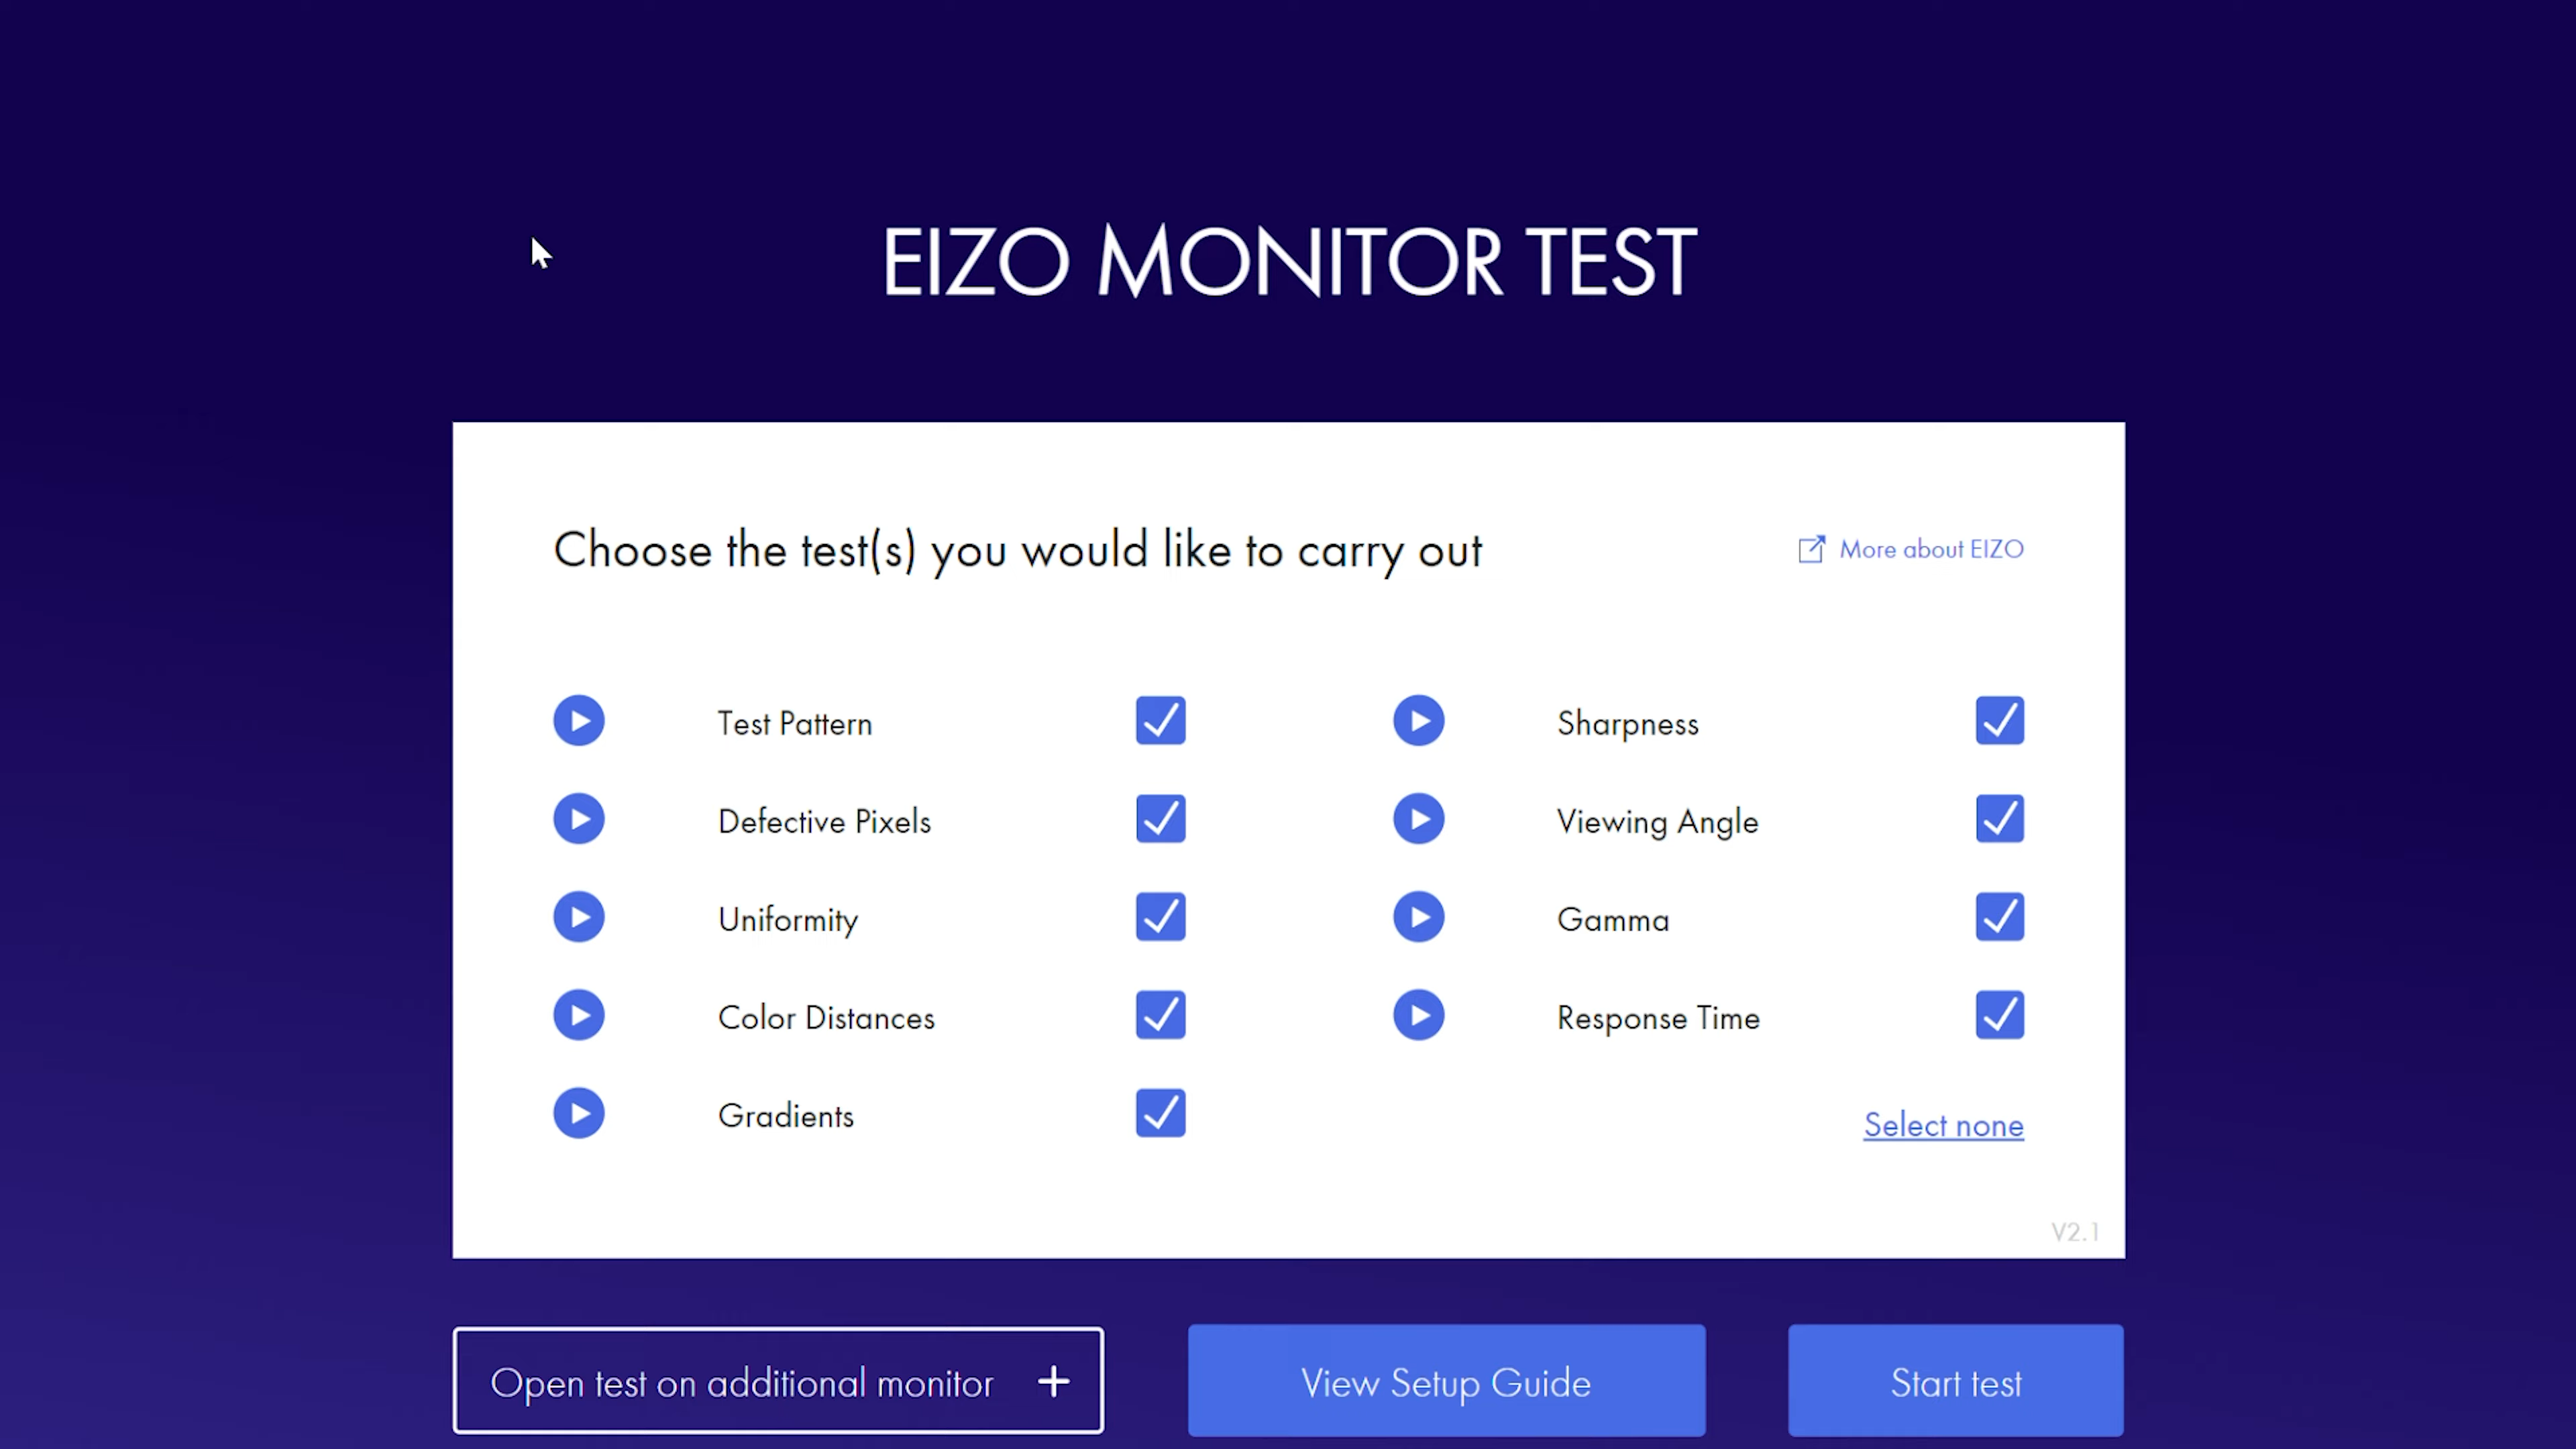 EIZO MONITOR TEST
Choose the test(s) you would like to carry out
More about EIZO
Test Pattern
Sharpness
Defective Pixels
Viewing Angle
Uniformity
Gamma
Color Distances
Response Time
Gradients
Select none
V2.1
Open test on additional monitor +
View Setup Guide
Start test